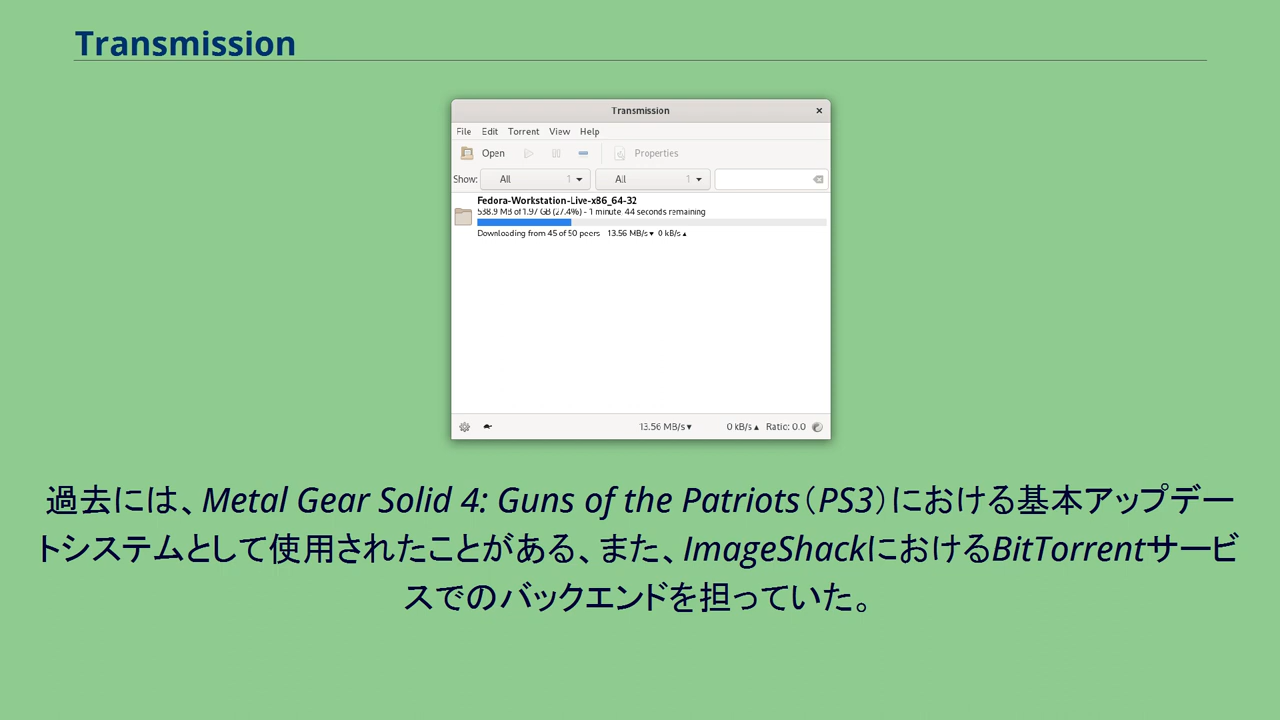 Transmission
Transmission ×
File Edit Torrent View Help
Open Properties
Show: All 1 All 1
Fedora-Workstation-Live-x86_64-32
538.9 MB of 1.97 GB (27.4%) - 1 minute, 44 seconds remaining
Downloading from 45 of 50 peers 13.56 MB/s▼ 0 kB/s▲
13.56 MB/s▼ 0 kB/s▲ Ratio: 0.0
過去には、Metal Gear Solid 4: Guns of the Patriots（PS3）における基本アップデー
トシステムとして使用されたことがある、また、ImageShackにおけるBitTorrentサービ
スでのバックエンドを担っていた。